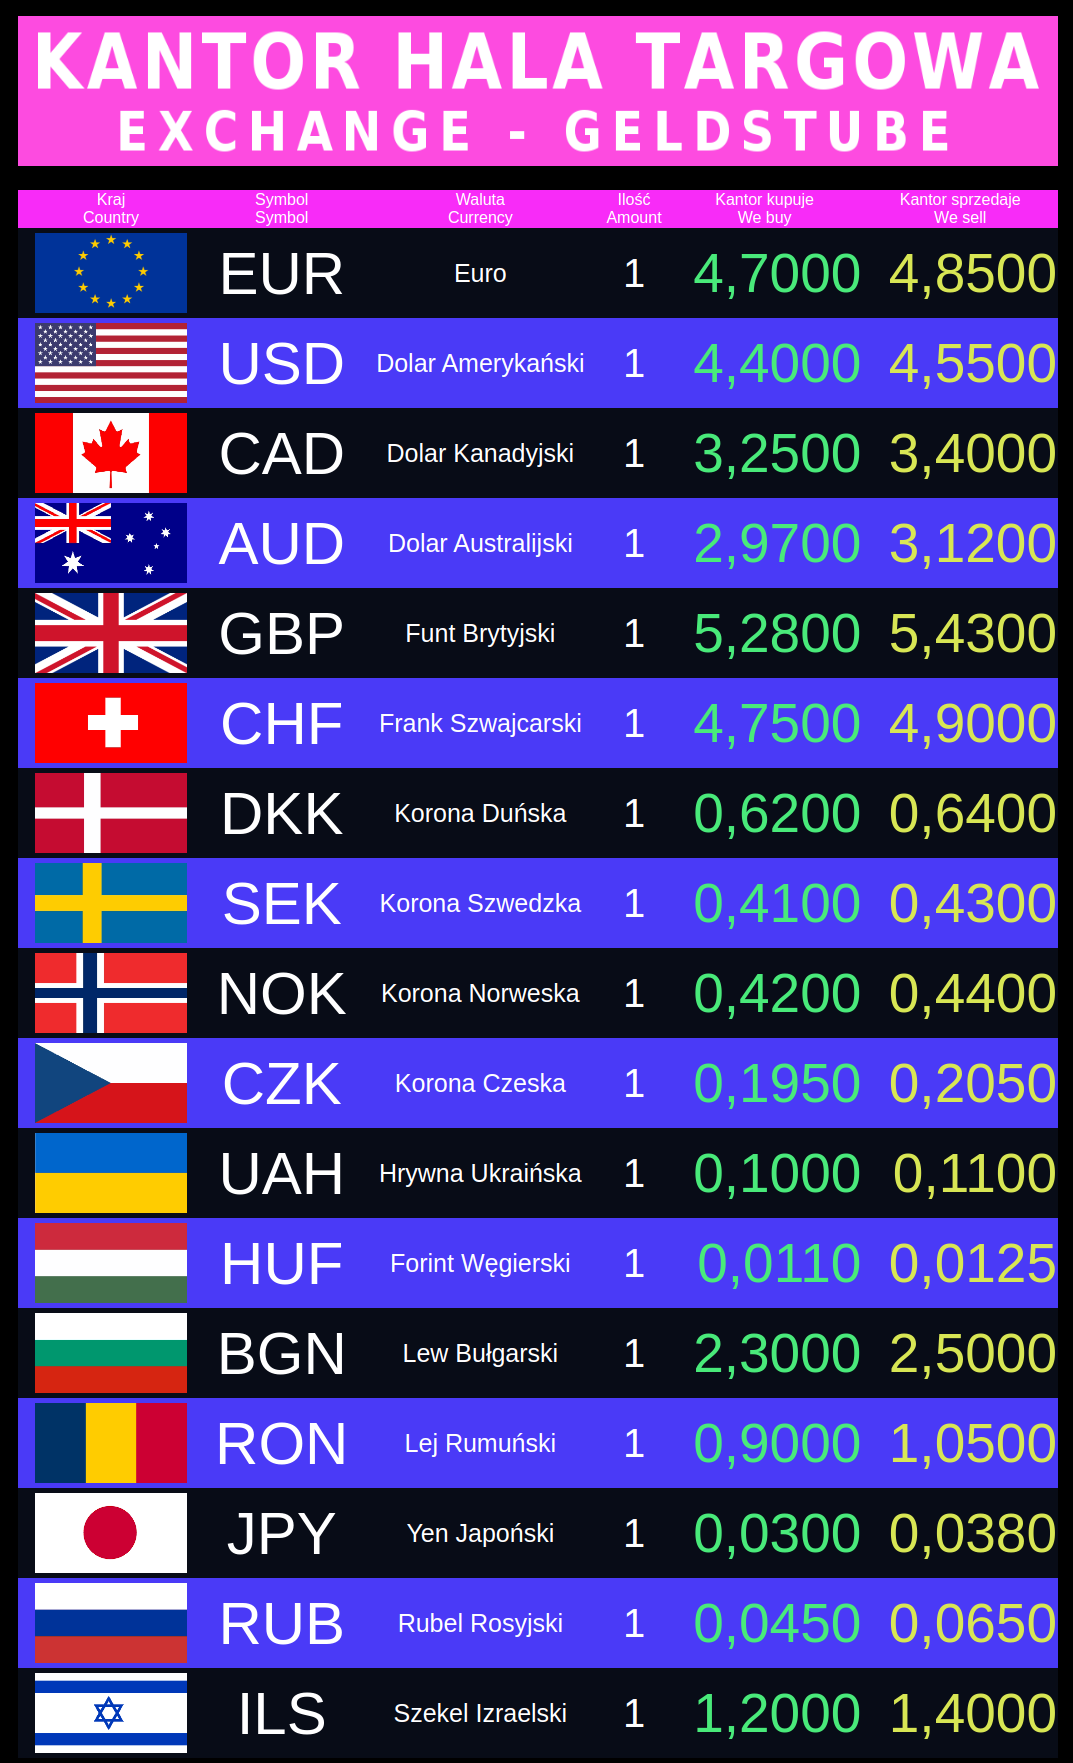 KANTOR HALA TARGOWA
EXCHANGE - GELDSTUBE
Kraj Symbol Waluta Ilość Kantor kupuje Kantor sprzedaje
Country Symbol Currency Amount We buy We sell
EUR Euro 1 4,7000 4,8500
USD Dolar Amerykański 1 4,4000 4,5500
CAD Dolar Kanadyjski 1 3,2500 3,4000
AUD Dolar Australijski 1 2,9700 3,1200
GBP Funt Brytyjski 1 5,2800 5,4300
CHF Frank Szwajcarski 1 4,7500 4,9000
DKK Korona Duńska 1 0,6200 0,6400
SEK Korona Szwedzka 1 0,4100 0,4300
NOK Korona Norweska 1 0,4200 0,4400
CZK Korona Czeska 1 0,1950 0,2050
UAH Hrywna Ukraińska 1 0,1000 0,1100
HUF Forint Węgierski 1 0,0110 0,0125
BGN Lew Bułgarski 1 2,3000 2,5000
RON Lej Rumuński 1 0,9000 1,0500
JPY Yen Japoński 1 0,0300 0,0380
RUB Rubel Rosyjski 1 0,0450 0,0650
ILS Szekel Izraelski 1 1,2000 1,4000